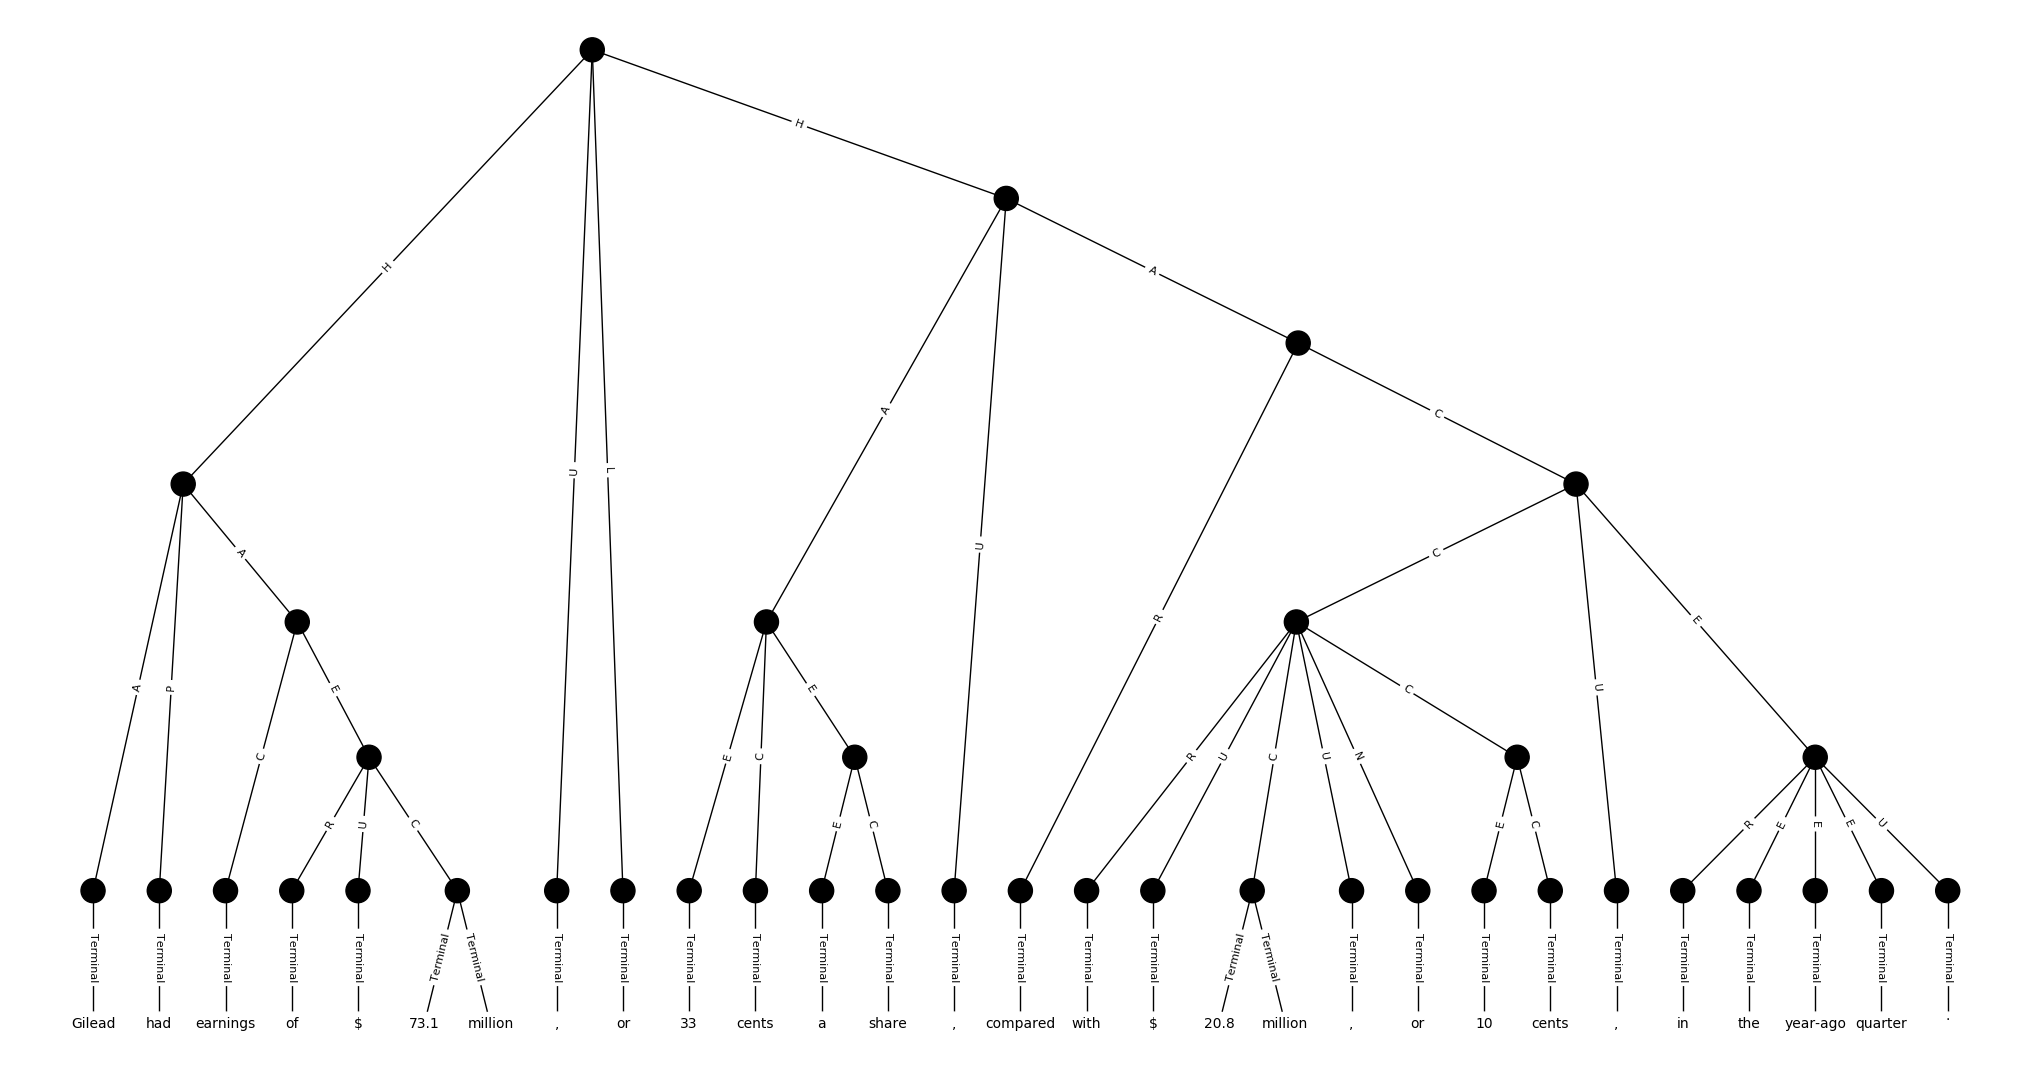 H
H
A
H
A
C
U
L
A
U
C
A
R
E
U
A
P
E
E
C
C
E
C
R
U
C
U
N
R
U
C
E
C
E
C
R
E
E
E
U
Terminal Terminal Terminal Terminal Terminal Terminal Terminal Terminal Terminal Terminal Terminal Terminal Terminal Terminal Terminal Terminal Terminal Terminal Terminal Terminal Terminal Terminal Terminal Terminal Terminal Terminal Terminal Terminal Terminal
Gilead had earnings of $ 73.1 million , or 33 cents a share , compared with $ 20.8 million , or 10 cents , in the year-ago quarter .